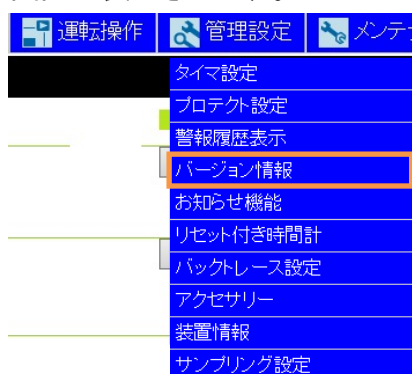 運転操作 管理設定 メンテ
タイマ設定
プロテクト設定
警報履歴表示
バージョン情報
お知らせ機能
リセット付き時間計
バックトレース設定
アクセサリー
装置情報
サンプリング設定